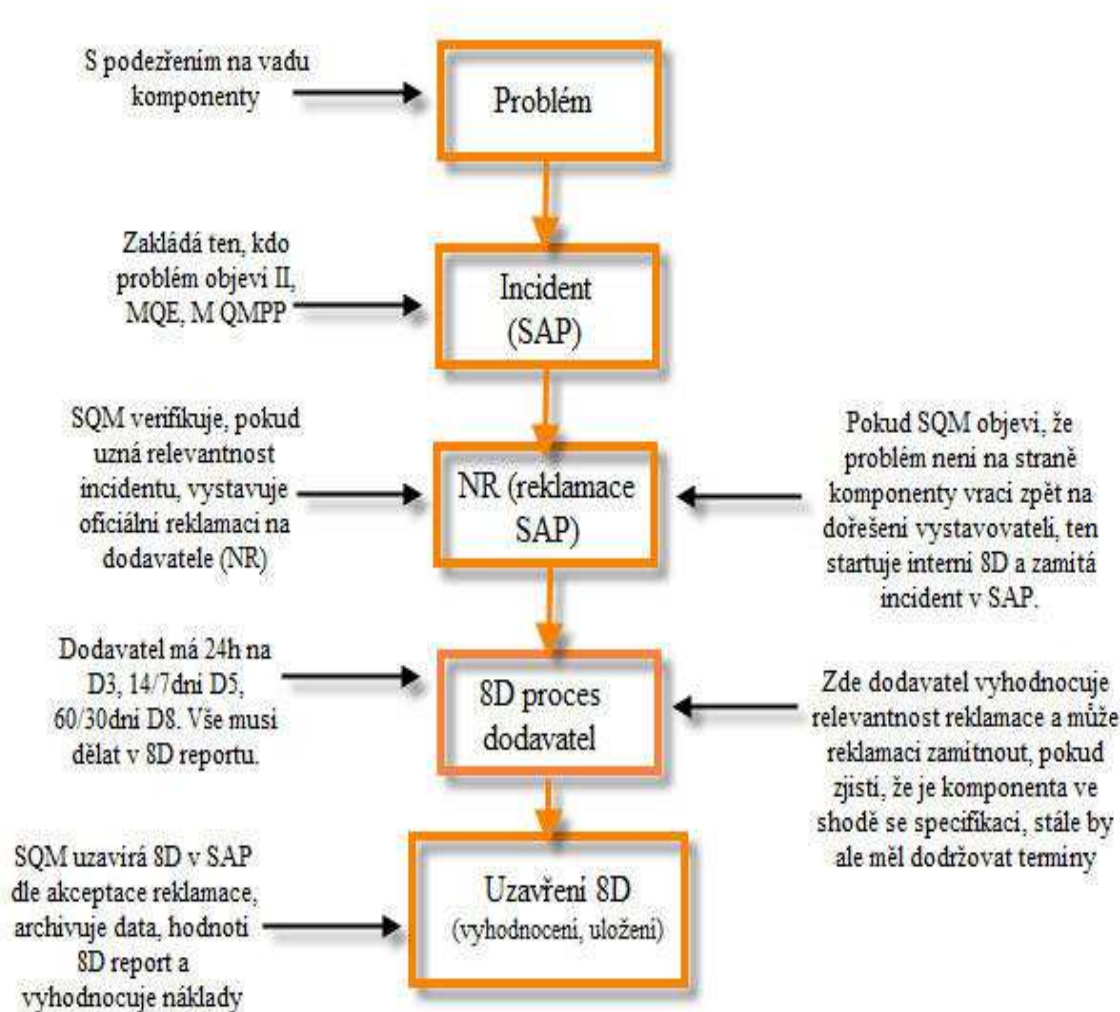 S podezřením na vadu
komponenty
Problém
Zakládá ten, kdo
problém objeví II,
MQE, M QMPP
Incident
(SAP)
SQM verifikuje, pokud
uzná relevantnost
incidentu, vystavuje
oficiální reklamaci na
dodavatele (NR)
NR (reklamace
SAP)
Pokud SQM objeví, že
problém není na straně
komponenty vrací zpět na
dořešení vystavovateli, ten
startuje interní 8D a zamítá
incident v SAP.
Dodavatel má 24h na
D3, 14/7dní D5,
60/30dní D8. Vše musí
dělat v 8D reportu.
8D proces
dodavatel
Zde dodavatel vyhodnocuje
relevantnost reklamace a může
reklamaci zamítnout, pokud
zjistí, že je komponenta ve
shodě se specifikací, stále by
ale měl dodržovat termíny
SQM uzavírá 8D v SAP
dle akceptace reklamace,
archivuje data, hodnotí
8D report a
vyhodnocuje náklady
Uzavření 8D
(vyhodnocení, uložení)